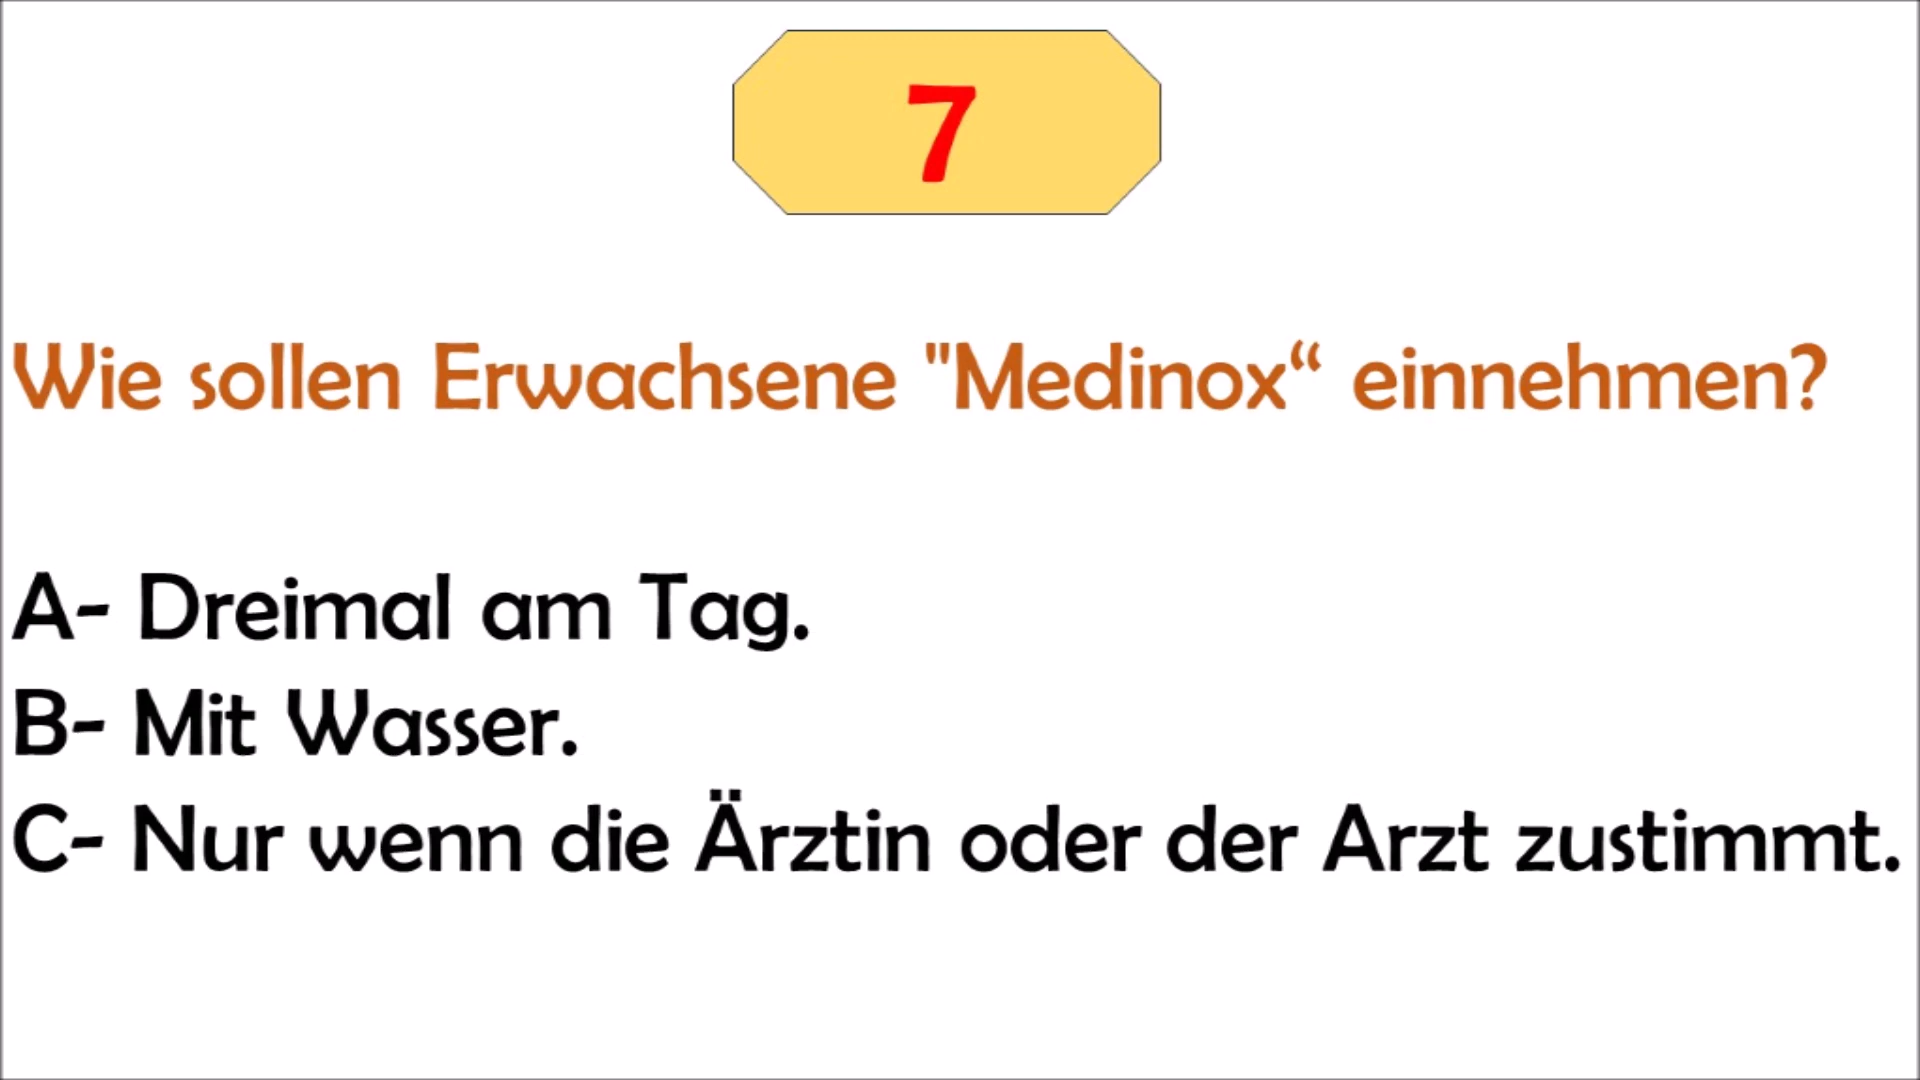 7
Wie sollen Erwachsene "Medinox“ einnehmen?
A- Dreimal am Tag.
B- Mit Wasser.
C- Nur wenn die Ärztin oder der Arzt zustimmt.